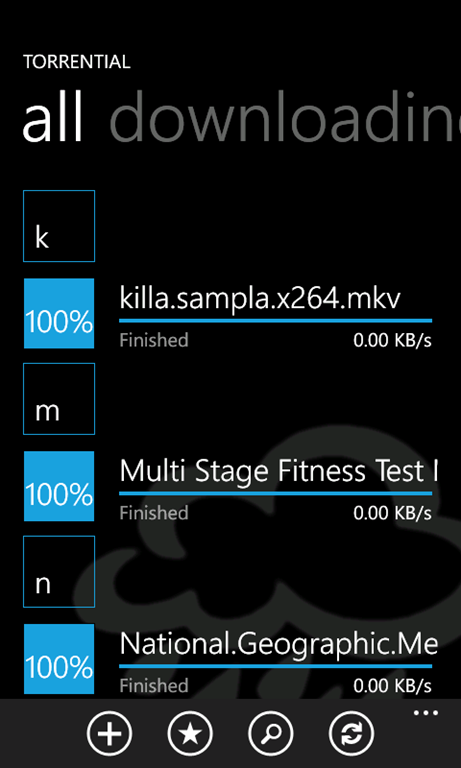 TORRENTIAL
all downloading
k
100%
killa.sampla.x264.mkv
Finished 0.00 KB/s
m
100%
Multi Stage Fitness Test
Finished 0.00 KB/s
n
100%
National.Geographic.Me
Finished 0.00 KB/s